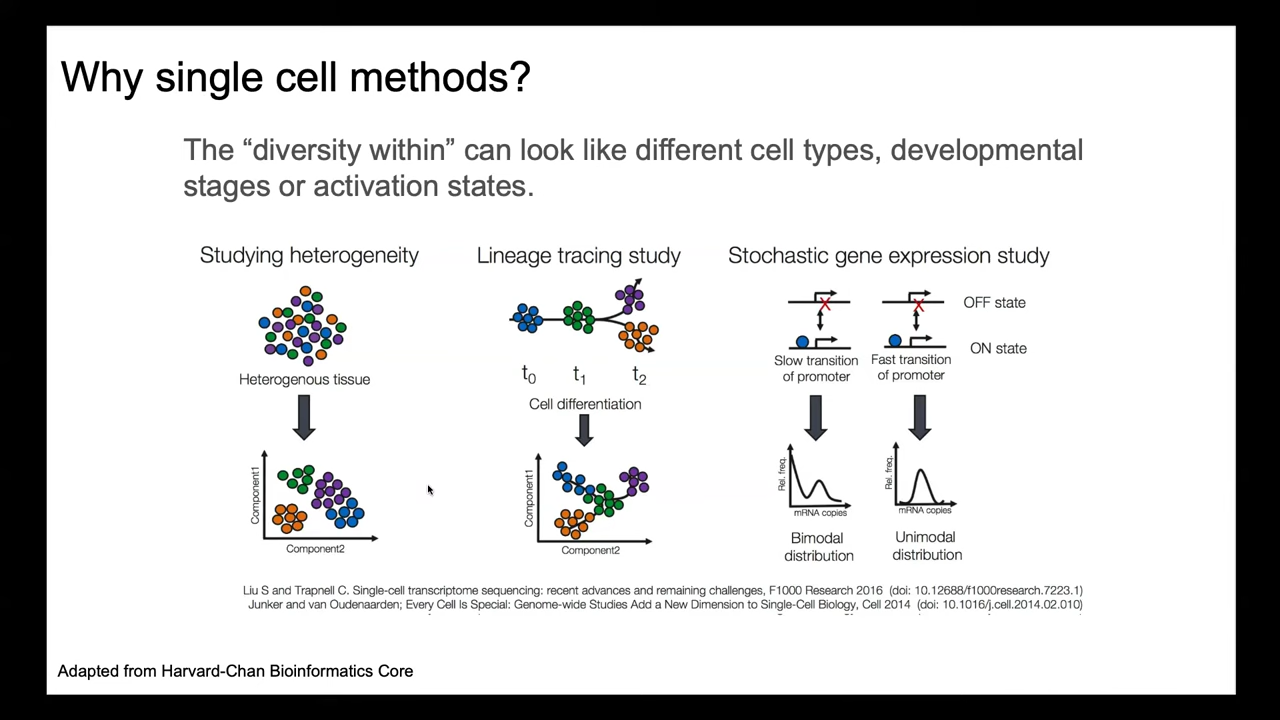 Why single cell methods?
The “diversity within” can look like different cell types, developmental
stages or activation states.
Studying heterogeneity
Heterogenous tissue
Component1
Component2
Lineage tracing study
t0 t1 t2
Cell differentiation
Component1
Component2
Stochastic gene expression study
OFF state
ON state
Slow transition
of promoter
Fast transition
of promoter
Rel. freq.
mRNA copies
Rel. freq.
mRNA copies
Bimodal
distribution
Unimodal
distribution
Liu S and Trapnell C. Single-cell transcriptome sequencing: recent advances and remaining challenges, F1000 Research 2016 (doi: 10.12688/f1000research.7223.1)
Junker and van Oudenaarden; Every Cell Is Special: Genome-wide Studies Add a New Dimension to Single-Cell Biology, Cell 2014 (doi: 10.1016/j.cell.2014.02.010)
Adapted from Harvard-Chan Bioinformatics Core